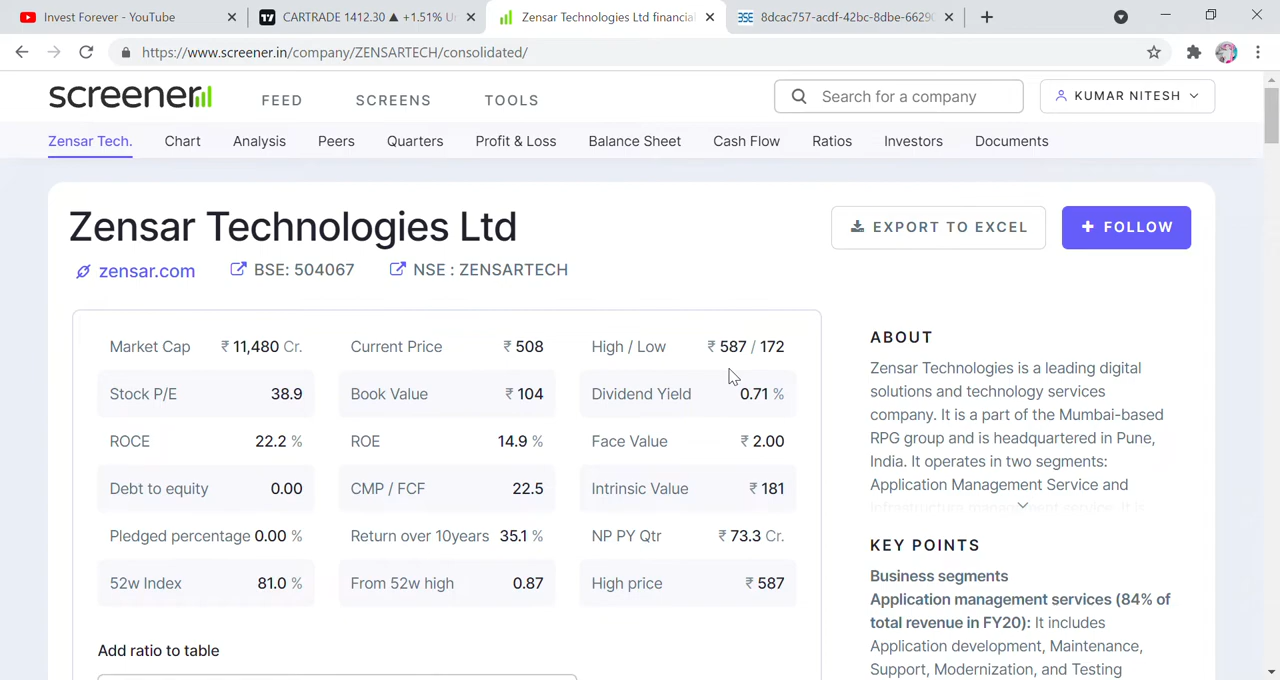 Invest Forever - YouTube
CARTRADE 1412.30 ▲ +1.51% U
Zensar Technologies Ltd financia
BSE 8dcac757-acdf-42bc-8dbe-6629
https://www.screener.in/company/ZENSARTECH/consolidated/
screener
FEED SCREENS TOOLS
Search for a company
KUMAR NITESH
Zensar Tech. Chart Analysis Peers Quarters Profit & Loss Balance Sheet Cash Flow Ratios Investors Documents
Zensar Technologies Ltd
EXPORT TO EXCEL
+ FOLLOW
zensar.com BSE: 504067 NSE : ZENSARTECH
Market Cap ₹ 11,480 Cr. Current Price ₹ 508 High / Low ₹ 587 / 172
Stock P/E 38.9 Book Value ₹ 104 Dividend Yield 0.71 %
ROCE 22.2 % ROE 14.9 % Face Value ₹ 2.00
Debt to equity 0.00 CMP / FCF 22.5 Intrinsic Value ₹ 181
Pledged percentage 0.00 % Return over 10years 35.1 % NP PY Qtr ₹ 73.3 Cr.
52w Index 81.0 % From 52w high 0.87 High price ₹ 587
Add ratio to table
ABOUT
Zensar Technologies is a leading digital
solutions and technology services
company. It is a part of the Mumbai-based
RPG group and is headquartered in Pune,
India. It operates in two segments:
Application Management Service and
infrastructure management service. It is
KEY POINTS
Business segments
Application management services (84% of
total revenue in FY20): It includes
Application development, Maintenance,
Support, Modernization, and Testing